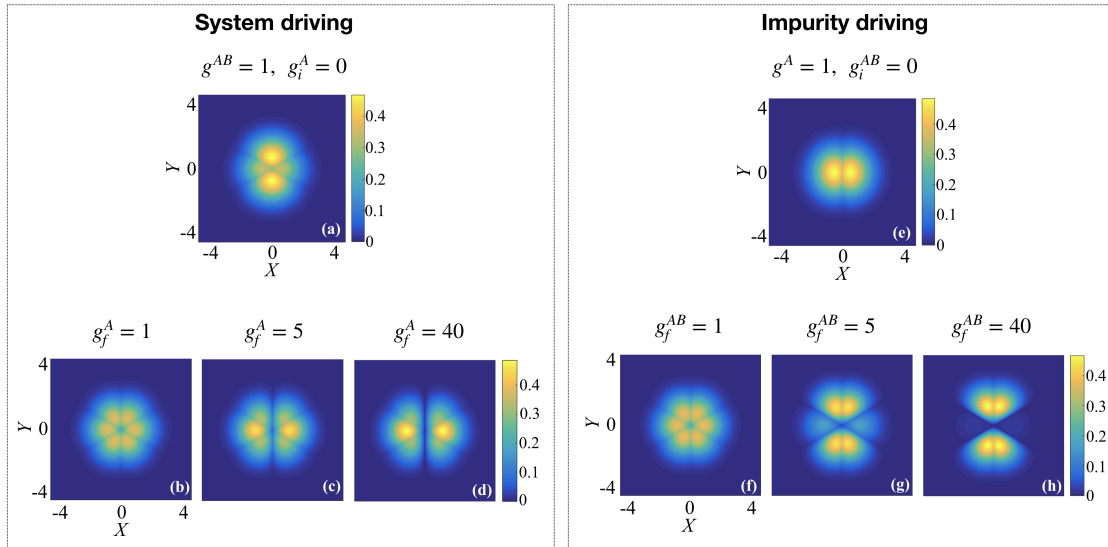 System driving
g^{AB} = 1, g_i^A = 0
4
0
-4
Y
-4 0 4
X
0.4
0.3
0.2
0.1
0
(a)
g_f^A = 1
g_f^A = 5
g_f^A = 40
4
0
-4
Y
-4 0 4
X
(b)
(c)
(d)
0.4
0.3
0.2
0.1
0
Impurity driving
g^A = 1, g_i^{AB} = 0
4
0
-4
Y
-4 0 4
X
0.4
0.3
0.2
0.1
0
(e)
g_f^{AB} = 1
g_f^{AB} = 5
g_f^{AB} = 40
4
0
-4
Y
-4 0 4
X
(f)
(g)
(h)
0.4
0.3
0.2
0.1
0